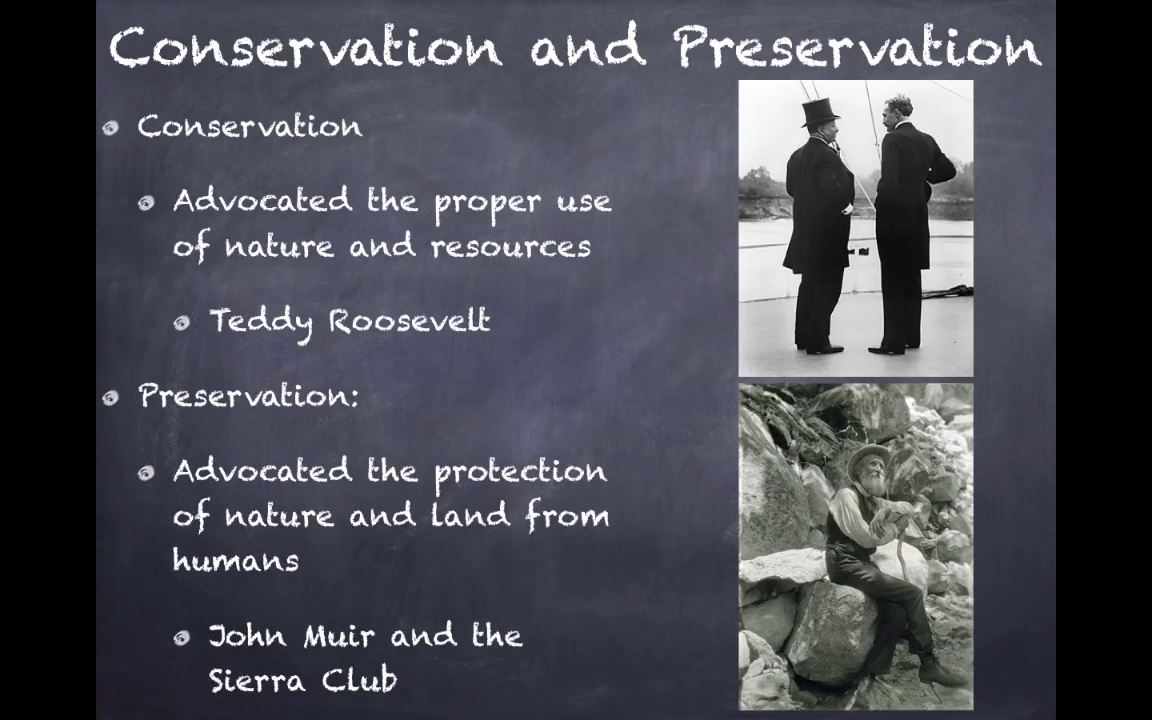 Conservation and Preservation
Conservation
Advocated the proper use
of nature and resources
Teddy Roosevelt
Preservation:
Advocated the protection
of nature and land from
humans
John Muir and the
Sierra Club